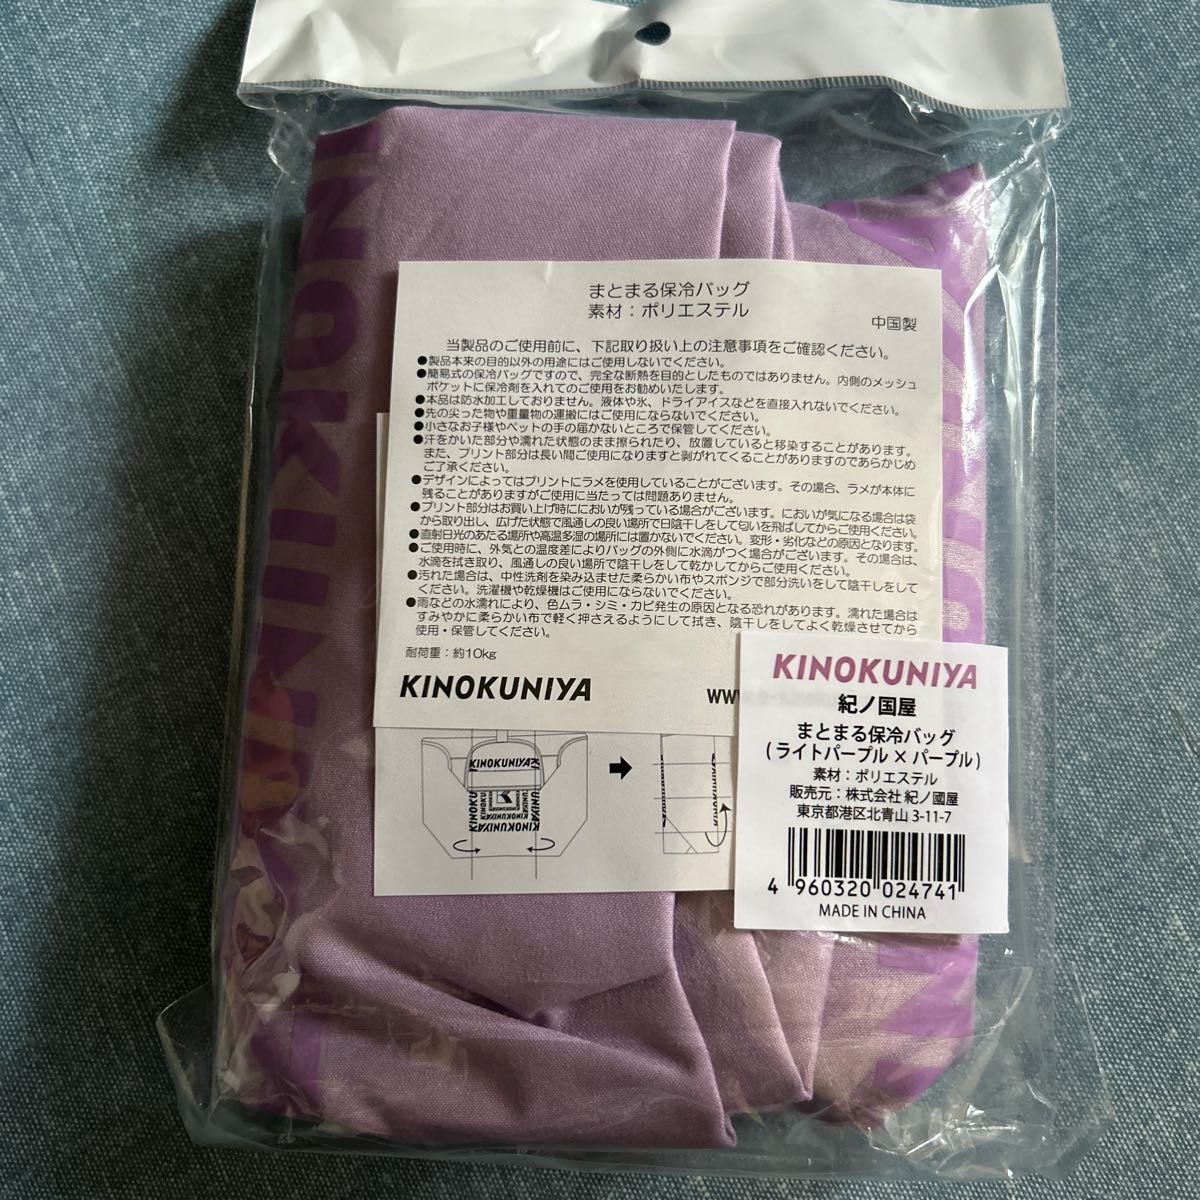 まとまる保冷バッグ
素材：ポリエステル
中国製
当製品のご使用前に、下記取り扱い上の注意事項をご確認ください。
●製品本来の目的以外の用途にはご使用しないでください。
●簡易式の保冷バッグですので、完全な断熱を目的としたものではありません。内側のメッシュ
ポケットに保冷剤を入れてのご使用をお勧めいたします。
●本品は防水加工しておりません。液体や氷、ドライアイスなどを直接入れないでください。
●先の尖った物や重量物の運搬にはご使用にならないでください。
●小さなお子様やペットの手の届かないところで保管してください。
●汗をかいた部分や濡れた状態のまま擦られたり、放置していると移染することがあります。
また、プリント部分は長い間ご使用になりますと剥がれてくることがありますのであらかじめ
ご了承ください。
●デザインによってはプリントにラメを使用していることがございます。その場合、ラメが本体に
残ることがありますがご使用に当たっては問題ありません。
●プリント部分はお買い上げ時ににおいが残っている場合がございます。においが気になる場合は袋
から取り出し、広げた状態で風通しの良い場所で日陰干しをして匂いを飛ばしてからご使用ください。
●直射日光のあたる場所や高温多湿の場所には置かないでください。変形・劣化などの原因となります。
●ご使用時に、外気との温度差によりバッグの外側に水滴がつく場合がございます。その場合は、
水滴を拭き取り、風通しの良い場所で陰干しをして乾かしてからご使用ください。
●汚れた場合は、中性洗剤を染み込ませた柔らかい布やスポンジで部分洗いをして陰干しをして
ください。洗濯機や乾燥機はご使用にならないでください。
●雨などの水濡れにより、色ムラ・シミ・カビ発生の原因となる恐れがあります。濡れた場合は
すみやかに柔らかい布で軽く押さえるようにして拭き、陰干しをしてよく乾燥させてから
使用・保管してください。
耐荷重：約10kg
KINOKUNIYA
WWW
KINOKUNIYA
紀ノ国屋
まとまる保冷バッグ
(ライトパープル×パープル)
素材：ポリエステル
販売元：株式会社 紀ノ國屋
東京都港区北青山 3-11-7
4 960320 024741
MADE IN CHINA
KINOKUNIYA
KINOKUNIYA
INOKUNI